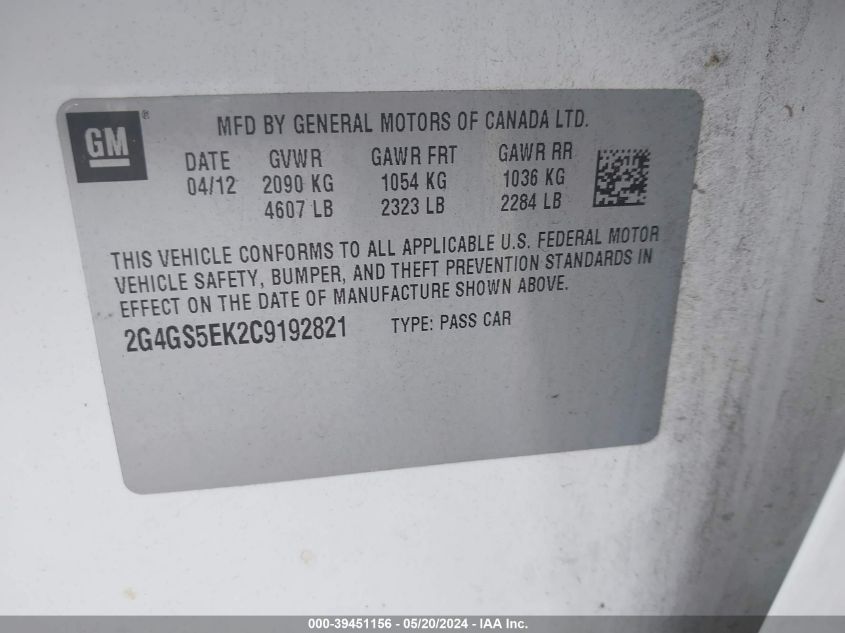 GM ®
MFD BY GENERAL MOTORS OF CANADA LTD.
DATE GVWR GAWR FRT GAWR RR
04/12 2090 KG 1054 KG 1036 KG
4607 LB 2323 LB 2284 LB
THIS VEHICLE CONFORMS TO ALL APPLICABLE U.S. FEDERAL MOTOR
VEHICLE SAFETY, BUMPER, AND THEFT PREVENTION STANDARDS IN
EFFECT ON THE DATE OF MANUFACTURE SHOWN ABOVE.
2G4GS5EK2C9192821 TYPE: PASS CAR
000-39451156 - 05/20/2024 - IAA Inc.